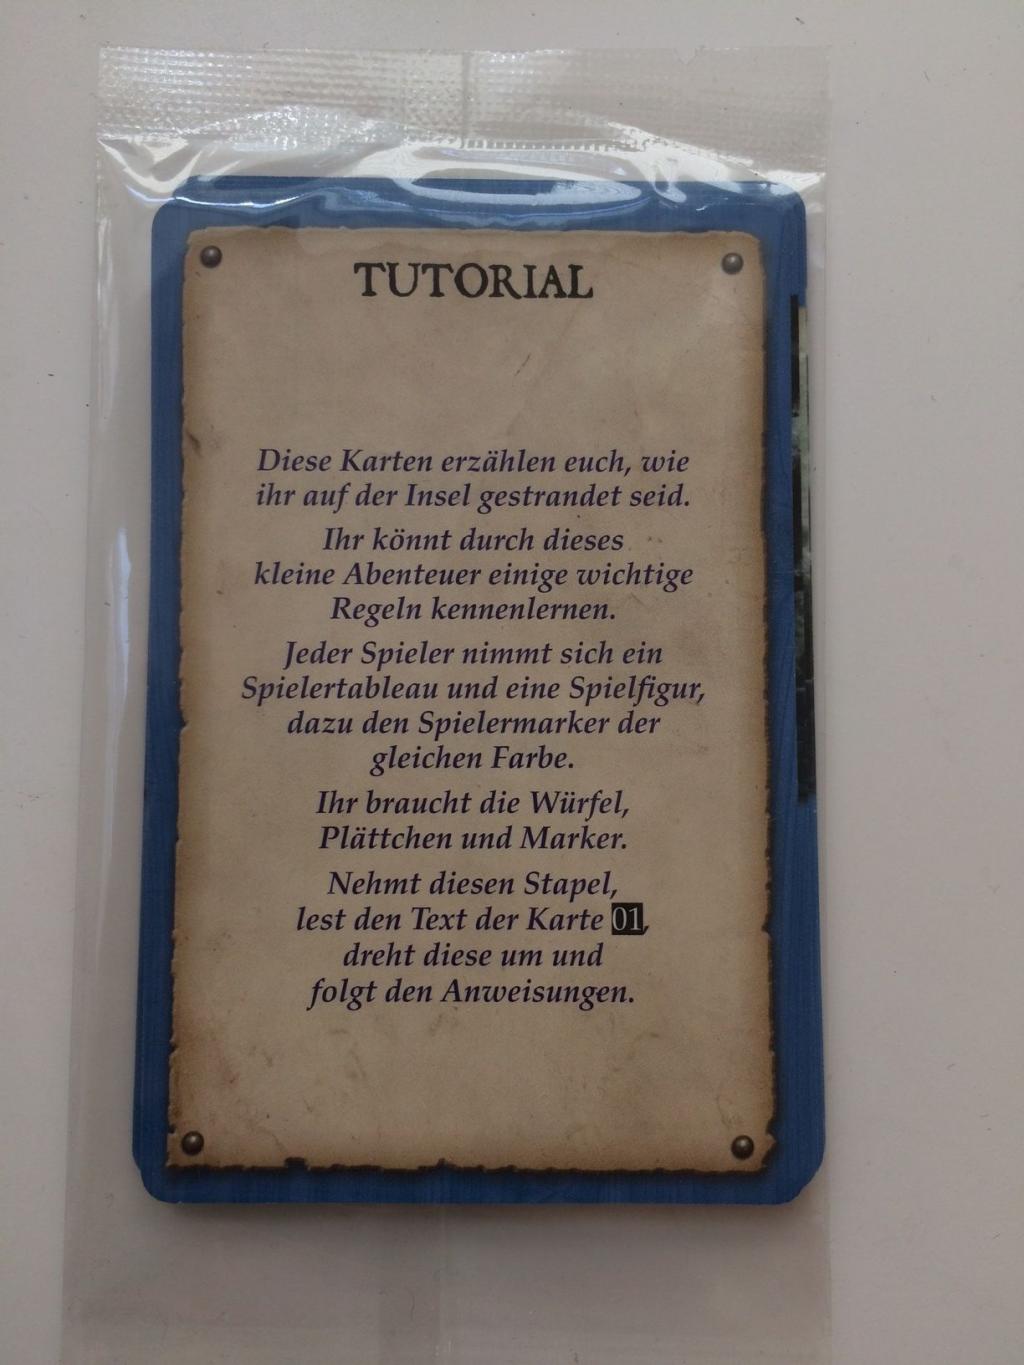 TUTORIAL
Diese Karten erzählen euch, wie
ihr auf der Insel gestrandet seid.
Ihr könnt durch dieses
kleine Abenteuer einige wichtige
Regeln kennenlernen.
Jeder Spieler nimmt sich ein
Spielertableau und eine Spielfigur,
dazu den Spielermarker der
gleichen Farbe.
Ihr braucht die Würfel,
Plättchen und Marker.
Nehmt diesen Stapel,
lest den Text der Karte 01,
dreht diese um und
folgt den Anweisungen.